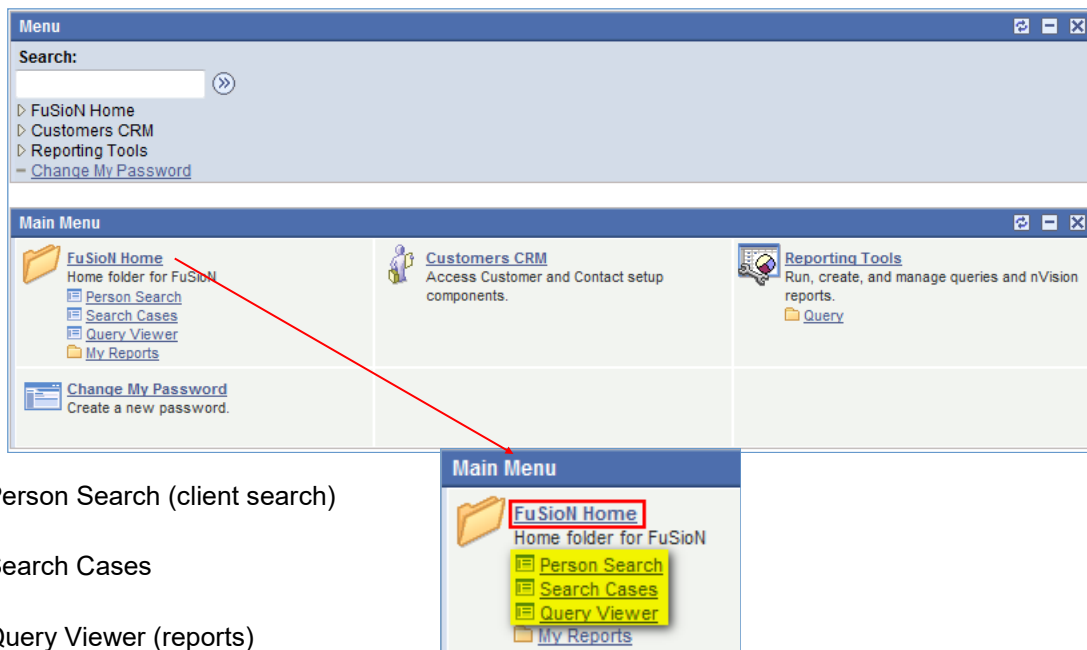 Menu
Search:
FuSioN Home
Customers CRM
Reporting Tools
Change My Password
Main Menu
FuSioN Home
Home folder for FuSioN
Person Search
Search Cases
Query Viewer
My Reports
Customers CRM
Access Customer and Contact setup
components.
Reporting Tools
Run, create, and manage queries and nVision
reports.
Query
Change My Password
Create a new password.
Person Search (client search)
Search Cases
Query Viewer (reports)
Main Menu
FuSioN Home
Home folder for FuSioN
Person Search
Search Cases
Query Viewer
My Reports